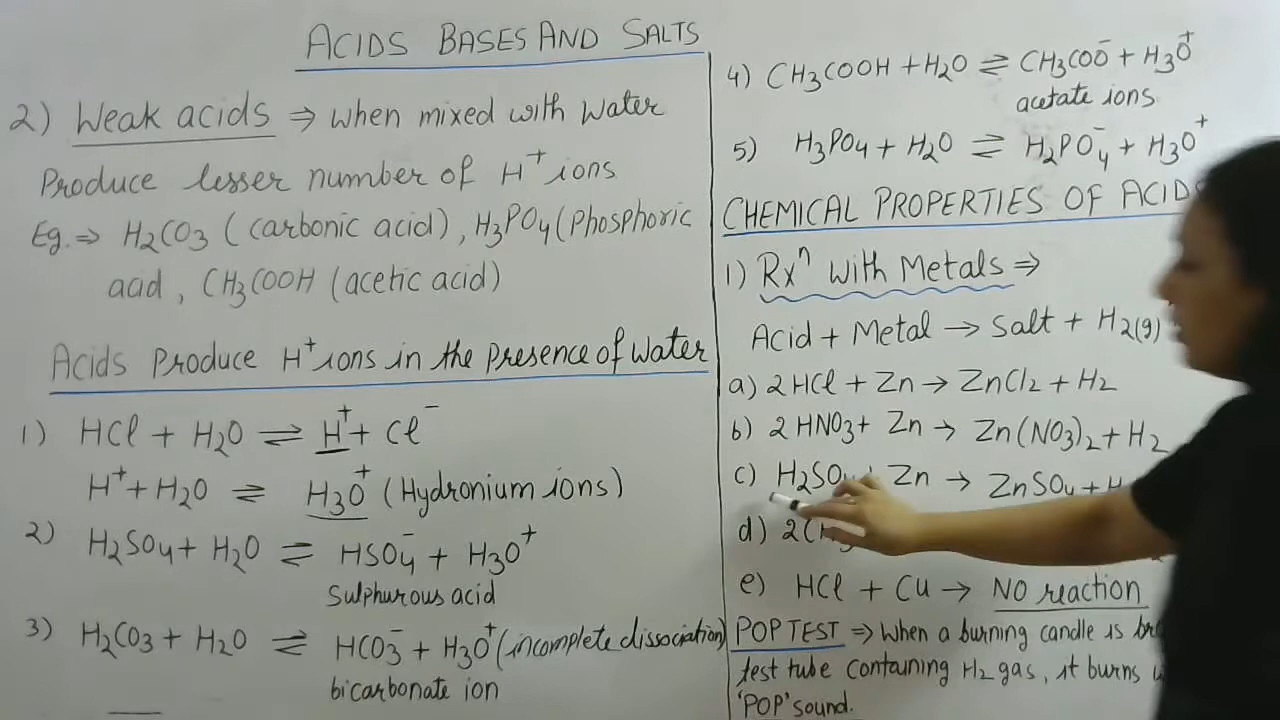 ACIDS BASES AND SALTS
2) Weak acids ⇒ when mixed with water
Produce lesser number of H⁺ ions
Eg. ⇒ H₂CO₃ (carbonic acid), H₃PO₄ (Phosphoric
acid, CH₃COOH (acetic acid)
Acids Produce H⁺ ions in the presence of water
1) HCl + H₂O ⇌ H⁺ + Cl⁻
H⁺ + H₂O ⇌ H₃O⁺ (Hydronium ions)
2) H₂SO₄ + H₂O ⇌ HSO₄⁻ + H₃O⁺
Sulphurous acid
3) H₂CO₃ + H₂O ⇌ HCO₃⁻ + H₃O⁺ (incomplete dissociation)
bicarbonate ion
4) CH₃COOH + H₂O ⇌ CH₃COO⁻ + H₃O⁺
acetate ions
5) H₃PO₄ + H₂O ⇌ H₂PO₄⁻ + H₃O⁺
CHEMICAL PROPERTIES OF ACIDS
1) Rxⁿ with Metals ⇒
Acid + Metal → Salt + H₂(g)
a) 2HCl + Zn → ZnCl₂ + H₂
b) 2HNO₃ + Zn → Zn(NO₃)₂ + H₂
c) H₂SO₄ + Zn → ZnSO₄ + H
d) 2CH₃
e) HCl + Cu → NO reaction
POP TEST ⇒ When a burning candle is
test tube containing H₂ gas, it burns
'POP' sound.